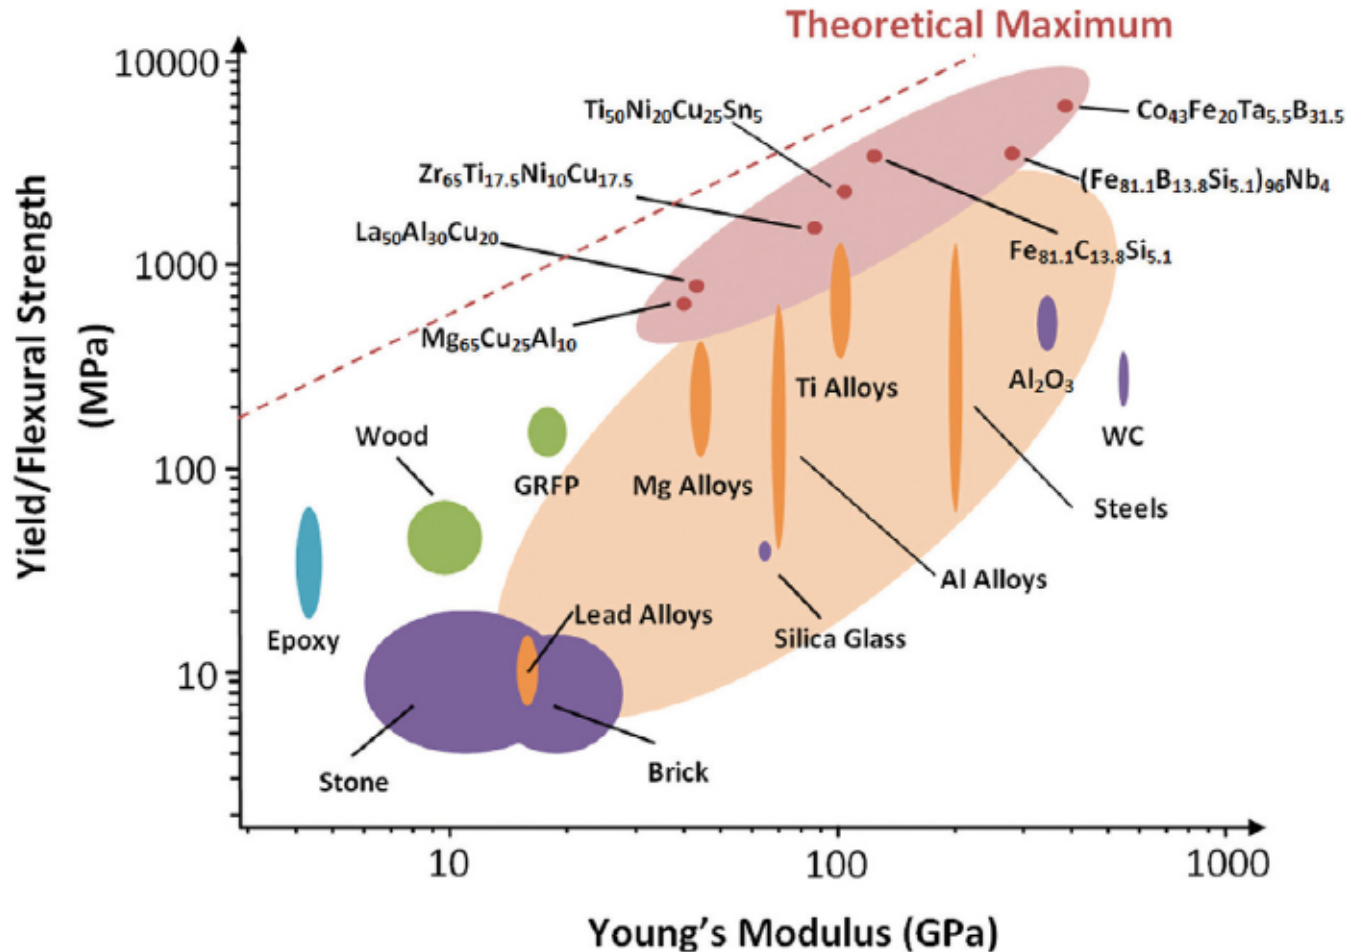 Theoretical Maximum
10000
Ti₅₀Ni₂₀Cu₂₅Sn₅
Co₄₃Fe₂₀Ta₅.₅B₃₁.₅
Zr₆₅Ti₁₇.₅Ni₁₀Cu₁₇.₅
(Fe₈₁.₁B₁₃.₈Si₅.₁)₉₆Nb₄
La₅₀Al₃₀Cu₂₀
Fe₈₁.₁C₁₃.₈Si₅.₁
1000
Mg₆₅Cu₂₅Al₁₀
Yield/Flexural Strength
(MPa)
Ti Alloys
Al₂O₃
Wood
WC
GRFP
Mg Alloys
100
Steels
Al Alloys
Lead Alloys
Epoxy
Silica Glass
10
Stone
Brick
10
100
1000
Young's Modulus (GPa)